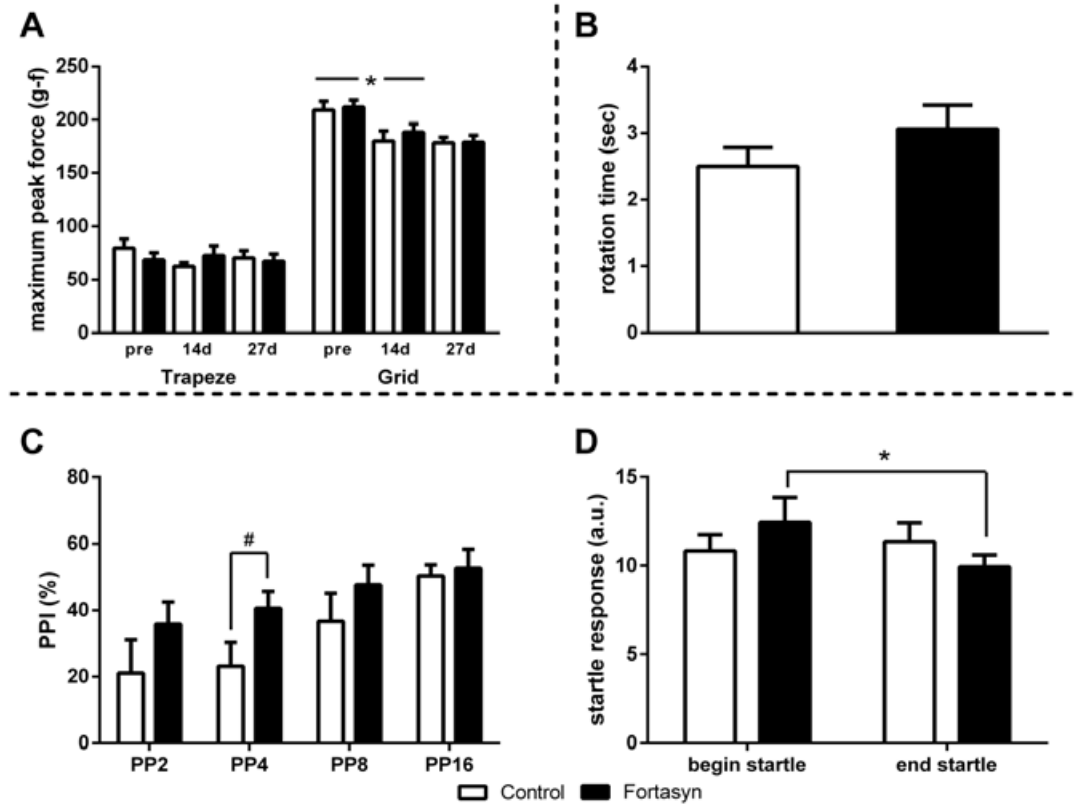 A
maximum peak force (g-f)
250
200
150
100
50
0
*
pre 14d 27d pre 14d 27d
Trapeze Grid
B
rotation time (sec)
4
3
2
1
0
C
PPI (%)
80
60
40
20
0
#
PP2 PP4 PP8 PP16
D
startle response (a.u.)
15
10
5
0
*
begin startle end startle
Control Fortasyn